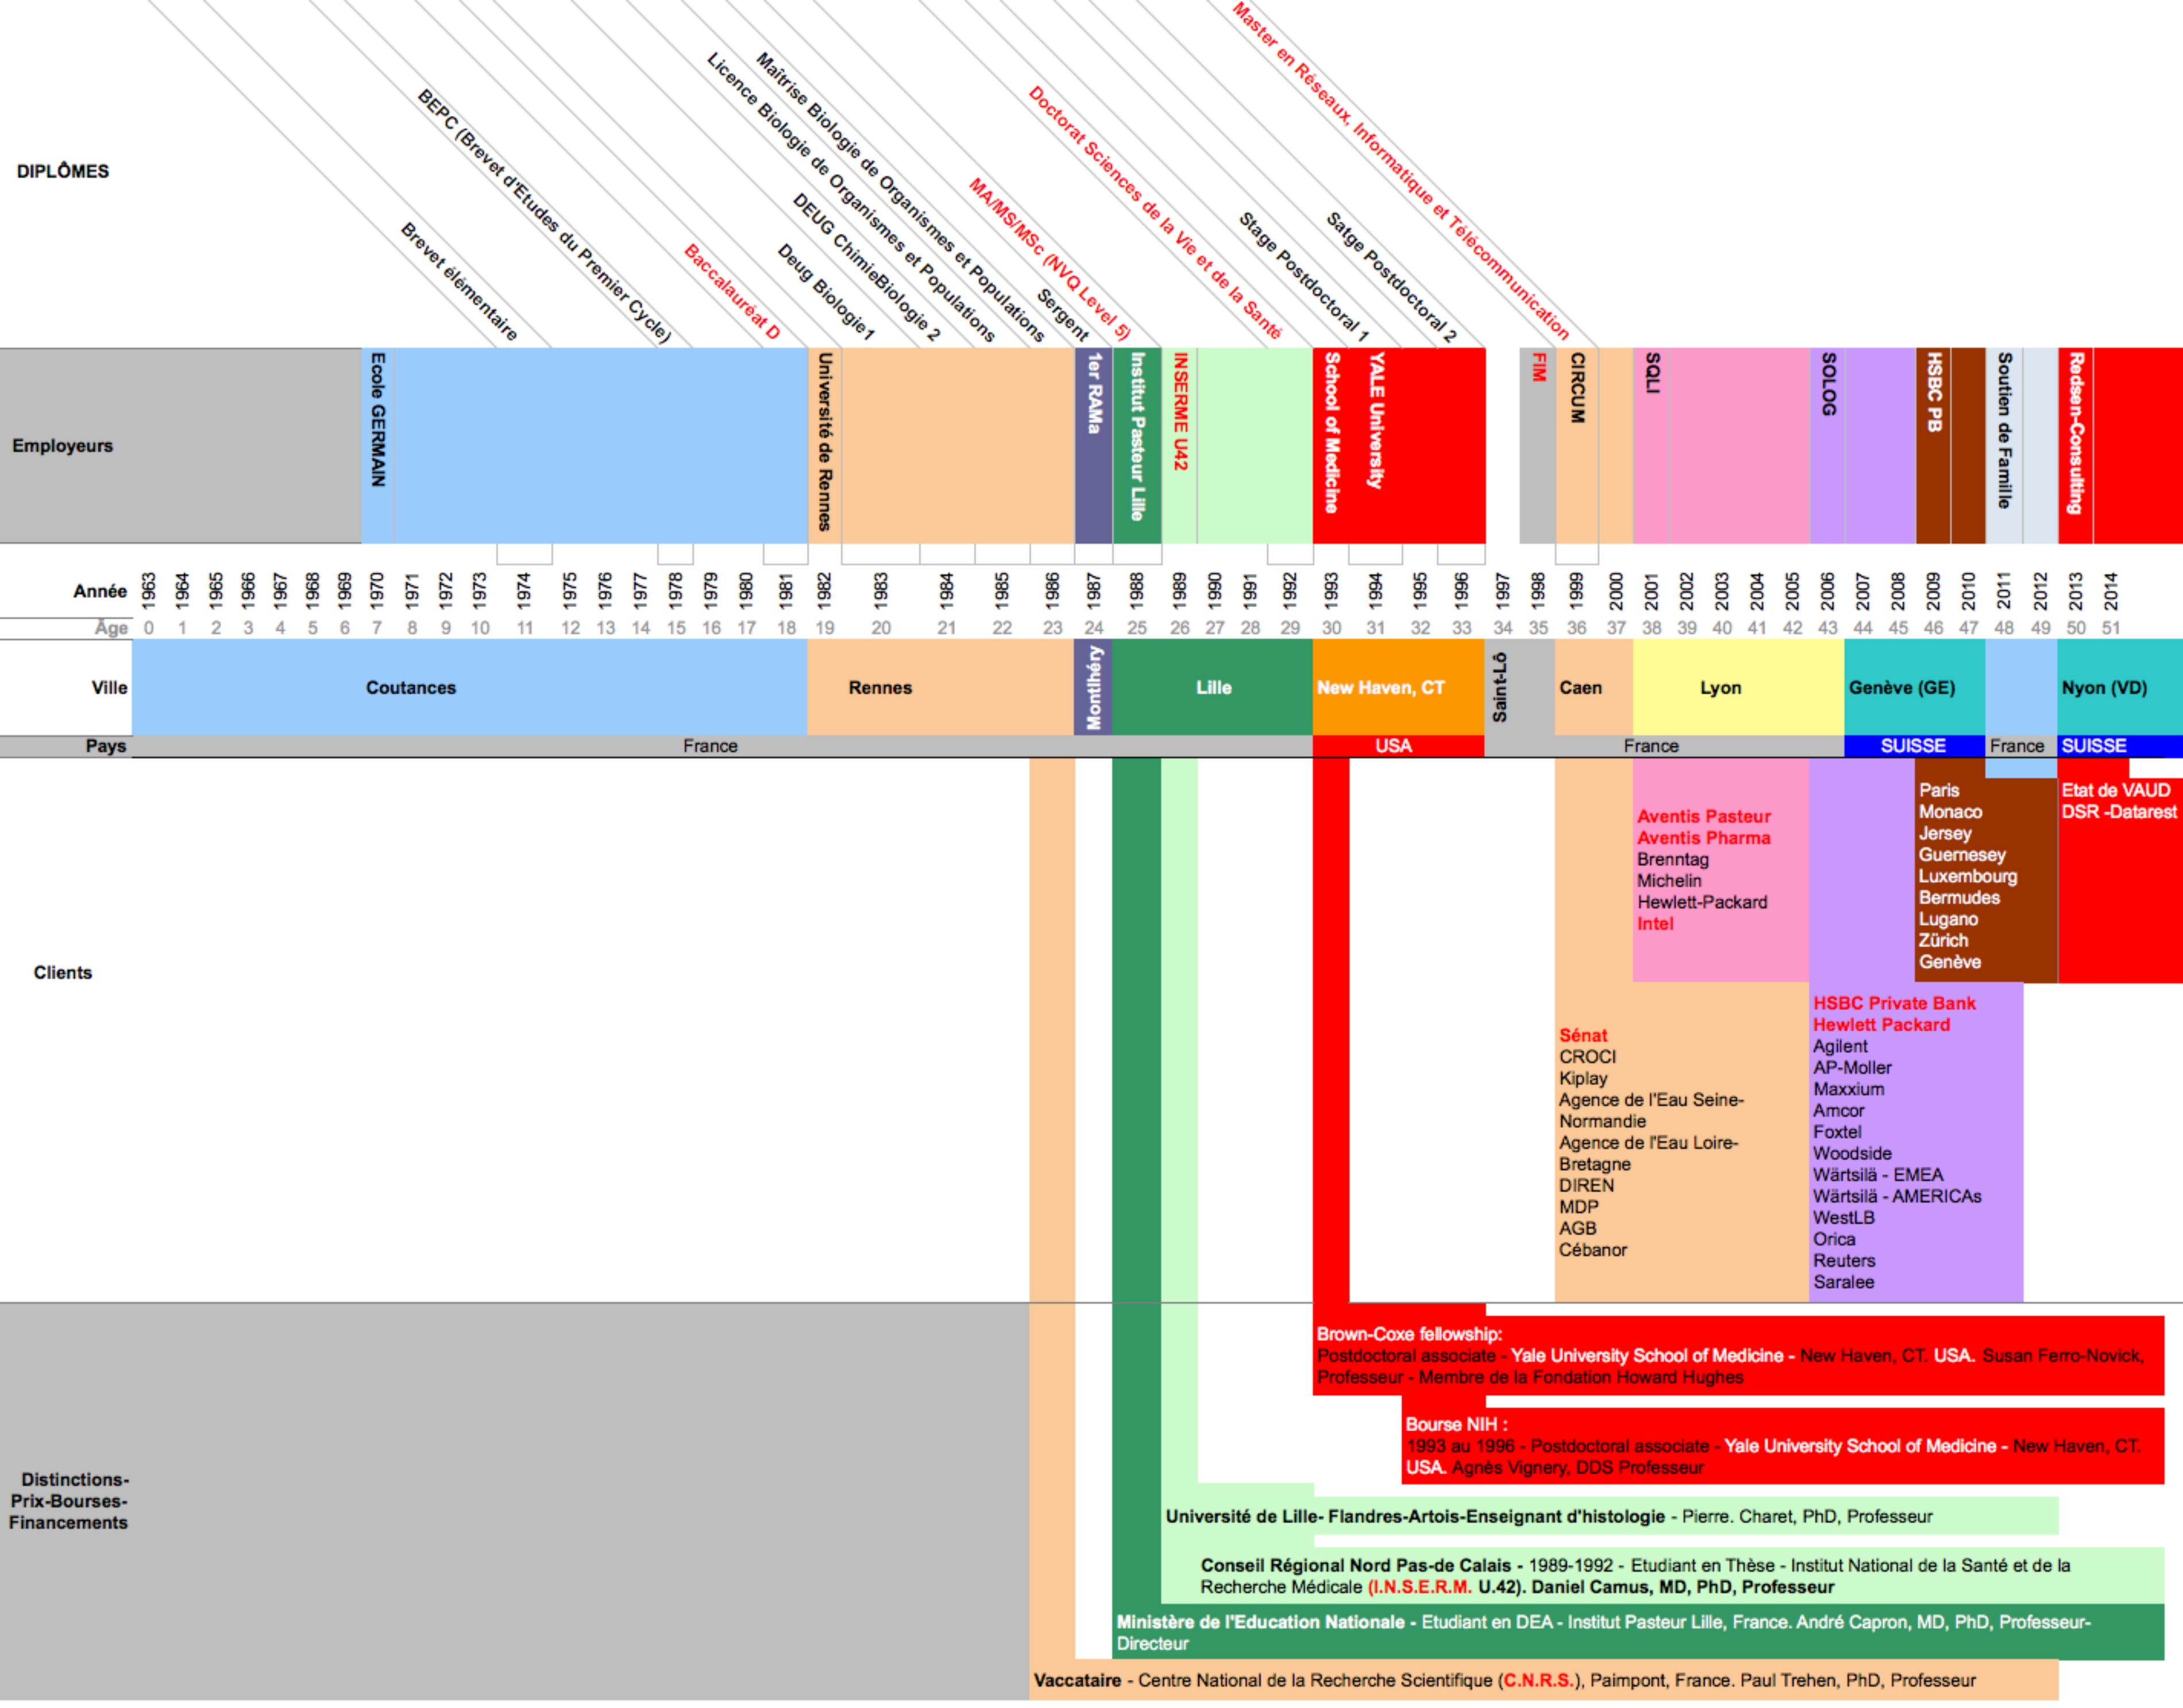 DIPLÔMES
Brevet élémentaire
BEPC (Brevet d'Etudes du Premier Cycle)
Baccalauréat D
Deug Biologie1
DEUG ChimieBiologie 2
Licence Biologie de Organismes et Populations
Maîtrise Biologie de Organismes et Populations
Sergent
MA/MS/MSc (NVQ Level 5)
Doctorat Sciences de la Vie et de la Santé
Stage Postdoctoral 1
Satge Postdoctoral 2
Master en Réseaux, Informatique et Télécommunication
Employeurs
Ecole GERMAIN
Université de Rennes
1er RAMa
Institut Pasteur Lille
INSERME U42
School of Medicine
YALE University
FIM
CIRCUM
SQLI
SOLOG
HSBC PB
Soutien de Famille
Redsen-Consulting
Année 1963 1964 1965 1966 1967 1968 1969 1970 1971 1972 1973 1974 1975 1976 1977 1978 1979 1980 1981 1982 1983 1984 1985 1986 1987 1988 1989 1990 1991 1992 1993 1994 1995 1996 1997 1998 1999 2000 2001 2002 2003 2004 2005 2006 2007 2008 2009 2010 2011 2012 2013 2014
Âge 0 1 2 3 4 5 6 7 8 9 10 11 12 13 14 15 16 17 18 19 20 21 22 23 24 25 26 27 28 29 30 31 32 33 34 35 36 37 38 39 40 41 42 43 44 45 46 47 48 49 50 51
Ville Coutances Rennes Montlhéry Lille New Haven, CT Saint-Lô Caen Lyon Genève (GE) Nyon (VD)
Pays France USA France SUISSE France SUISSE
Clients
Aventis Pasteur
Aventis Pharma
Brenntag
Michelin
Hewlett-Packard
Intel
Paris
Monaco
Jersey
Guernesey
Luxembourg
Bermudes
Lugano
Zürich
Genève
Etat de VAUD
DSR -Datarest
Sénat
CROCI
Kiplay
Agence de l'Eau Seine-
Normandie
Agence de l'Eau Loire-
Bretagne
DIREN
MDP
AGB
Cébanor
HSBC Private Bank
Hewlett Packard
Agilent
AP-Moller
Maxxium
Amcor
Foxtel
Woodside
Wärtsilä - EMEA
Wärtsilä - AMERICAs
WestLB
Orica
Reuters
Saralee
Distinctions-
Prix-Bourses-
Financements
Brown-Coxe fellowship:
Postdoctoral associate - Yale University School of Medicine - New Haven, CT. USA. Susan Ferro-Novick,
Professeur - Membre de la Fondation Howard Hughes
Bourse NIH :
1993 au 1996 - Postdoctoral associate - Yale University School of Medicine - New Haven, CT.
USA. Agnès Vignery, DDS Professeur
Université de Lille- Flandres-Artois-Enseignant d'histologie - Pierre. Charet, PhD, Professeur
Conseil Régional Nord Pas-de Calais - 1989-1992 - Etudiant en Thèse - Institut National de la Santé et de la
Recherche Médicale (I.N.S.E.R.M. U.42). Daniel Camus, MD, PhD, Professeur
Ministère de l'Education Nationale - Etudiant en DEA - Institut Pasteur Lille, France. André Capron, MD, PhD, Professeur-
Directeur
Vaccataire - Centre National de la Recherche Scientifique (C.N.R.S.), Paimpont, France. Paul Trehen, PhD, Professeur